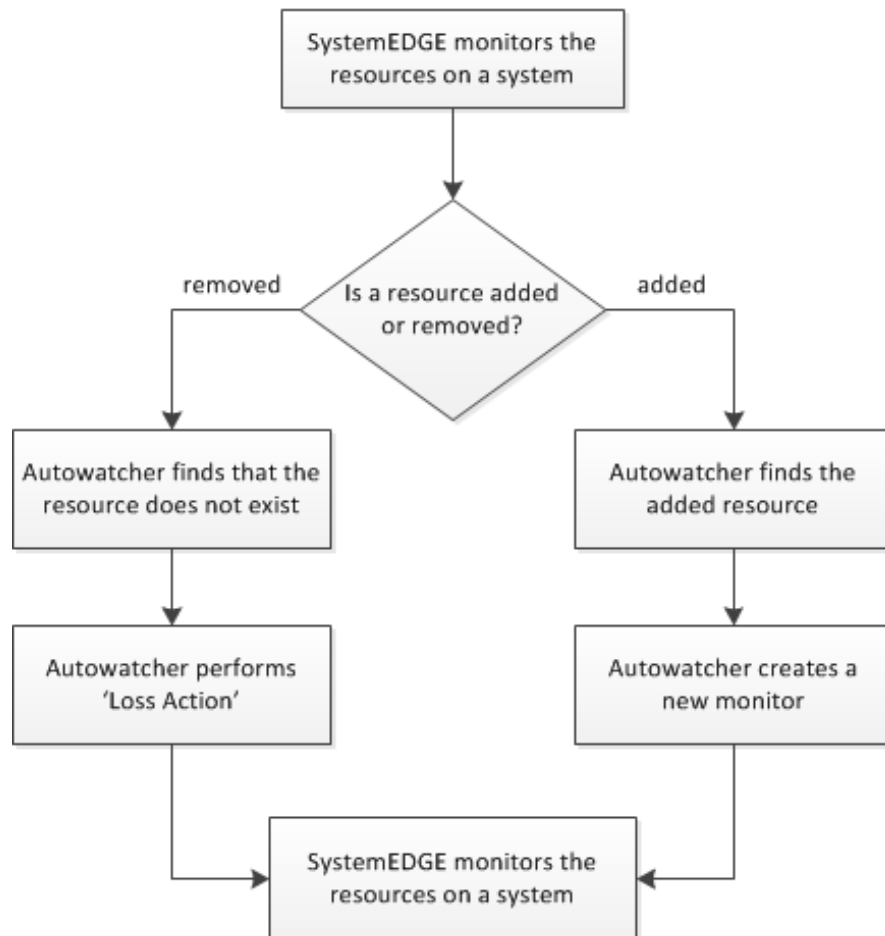 SystemEDGE monitors the
resources on a system
removed
Is a resource added
or removed?
added
Autowatcher finds that the
resource does not exist
Autowatcher finds the
added resource
Autowatcher performs
‘Loss Action’
Autowatcher creates a
new monitor
SystemEDGE monitors the
resources on a system